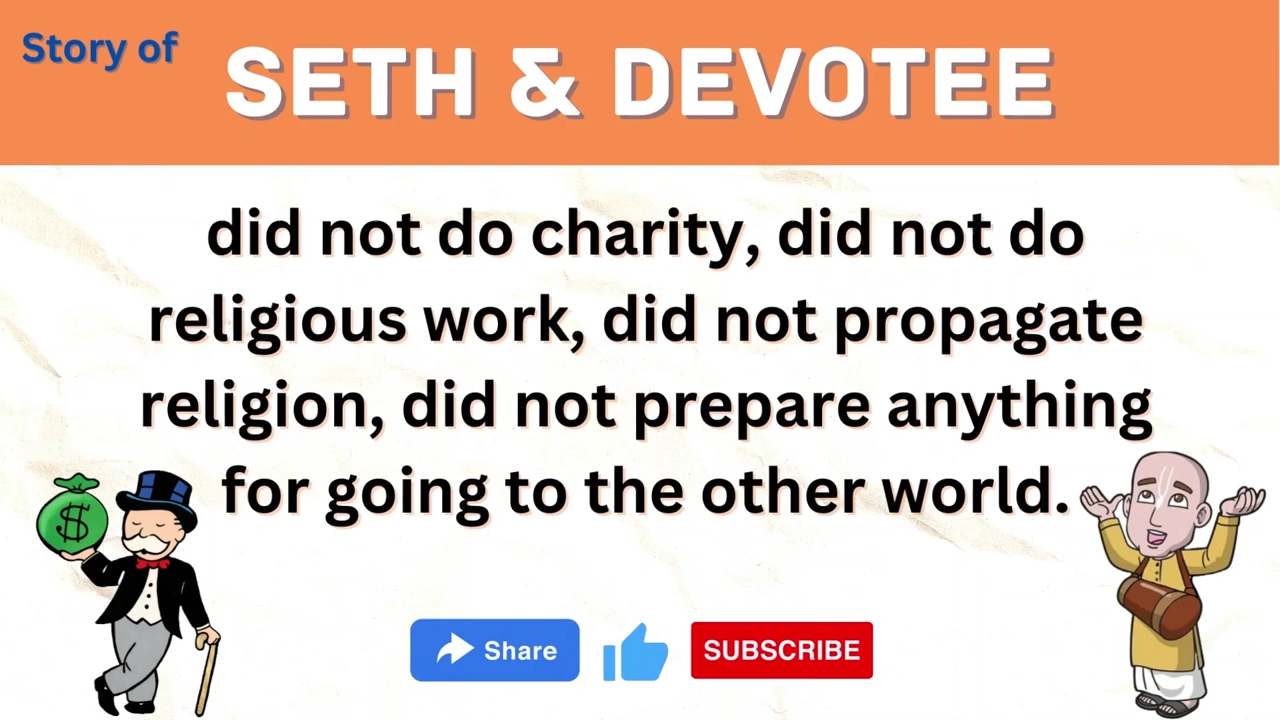 Story of
SETH & DEVOTEE
did not do charity, did not do
religious work, did not propagate
religion, did not prepare anything
for going to the other world.
$
Share
SUBSCRIBE